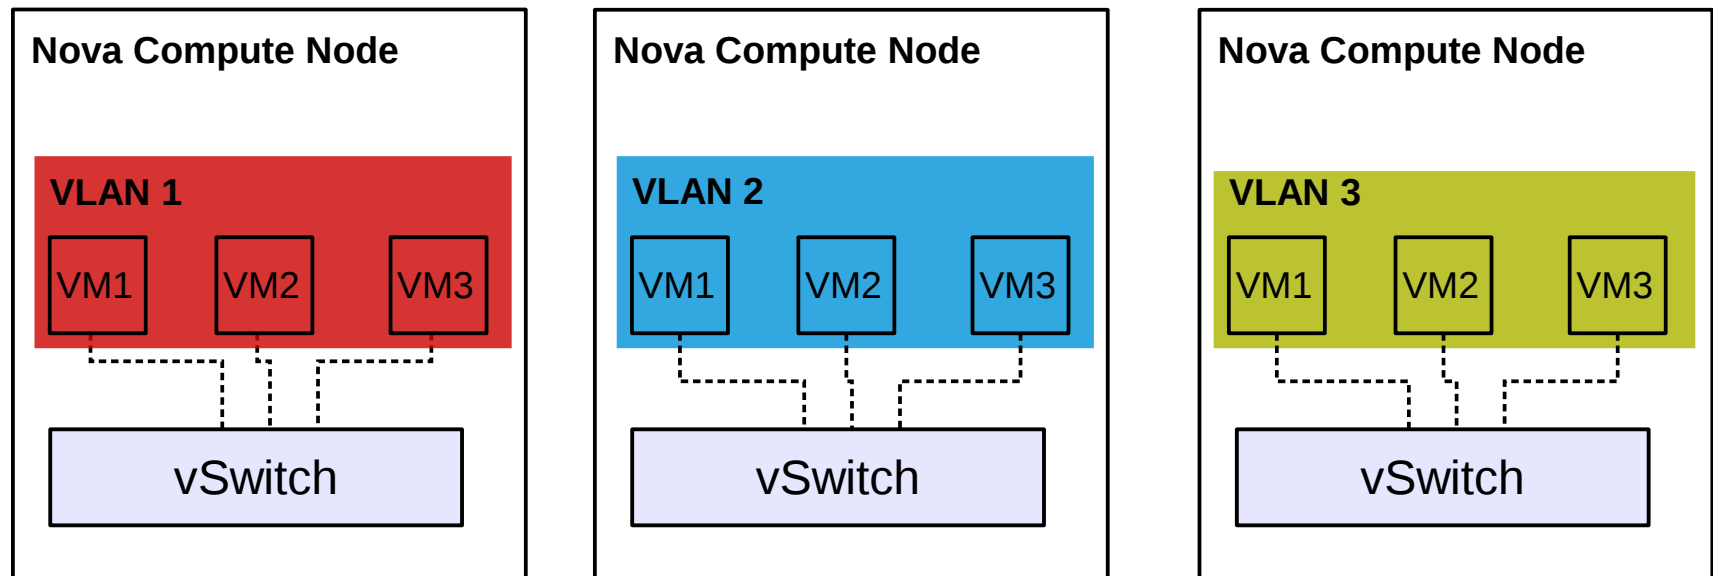 Nova Compute Node
VLAN 1
VM1
VM2
VM3
vSwitch
Nova Compute Node
VLAN 2
VM1
VM2
VM3
vSwitch
Nova Compute Node
VLAN 3
VM1
VM2
VM3
vSwitch